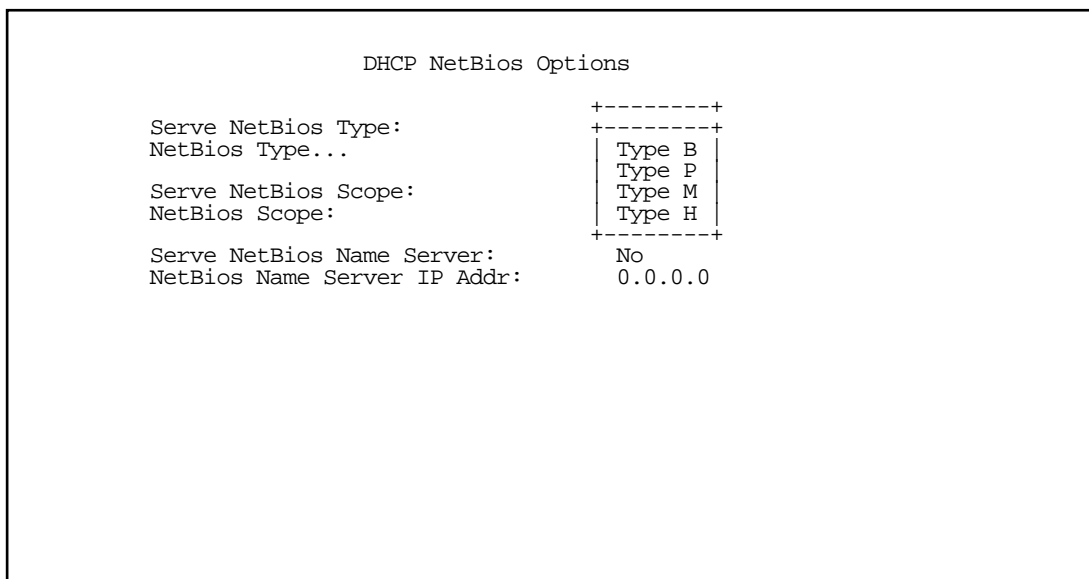 DHCP NetBios Options
+--------+
Serve NetBios Type: +--------+
NetBios Type... | Type B |
| Type P |
Serve NetBios Scope: | Type M |
NetBios Scope: | Type H |
+--------+
Serve NetBios Name Server: No
NetBios Name Server IP Addr: 0.0.0.0